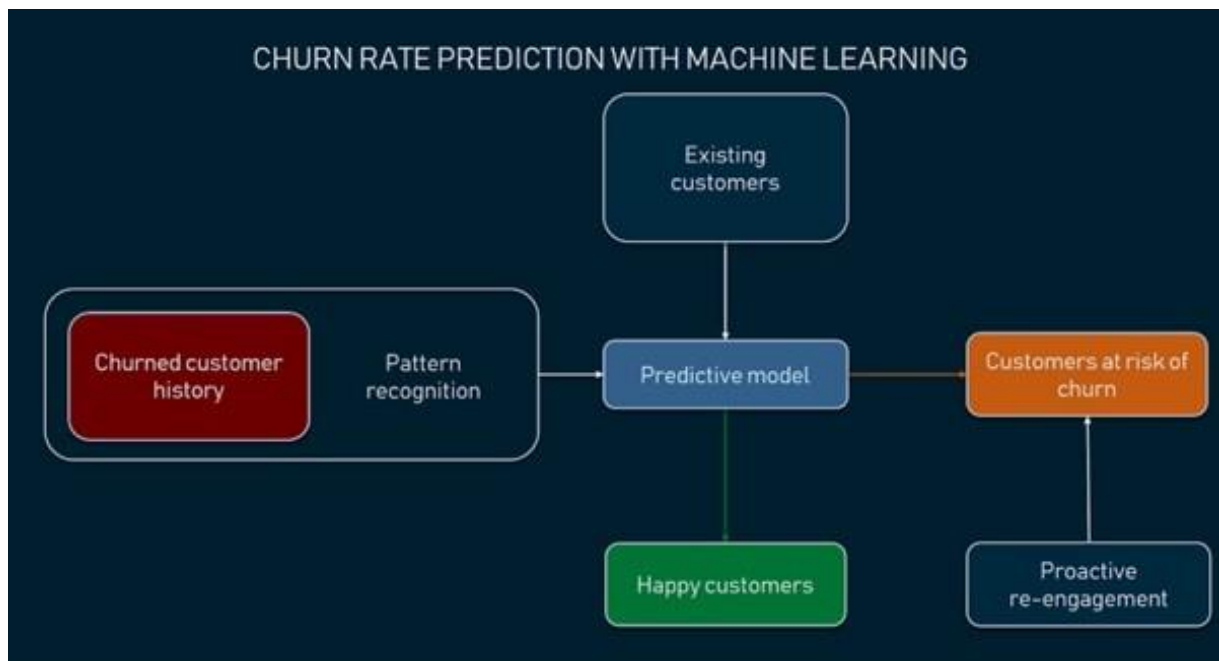 CHURN RATE PREDICTION WITH MACHINE LEARNING
Existing
customers
Churned customer
history
Pattern
recognition
Predictive model
Customers at risk of
churn
Happy customers
Proactive
re-engagement